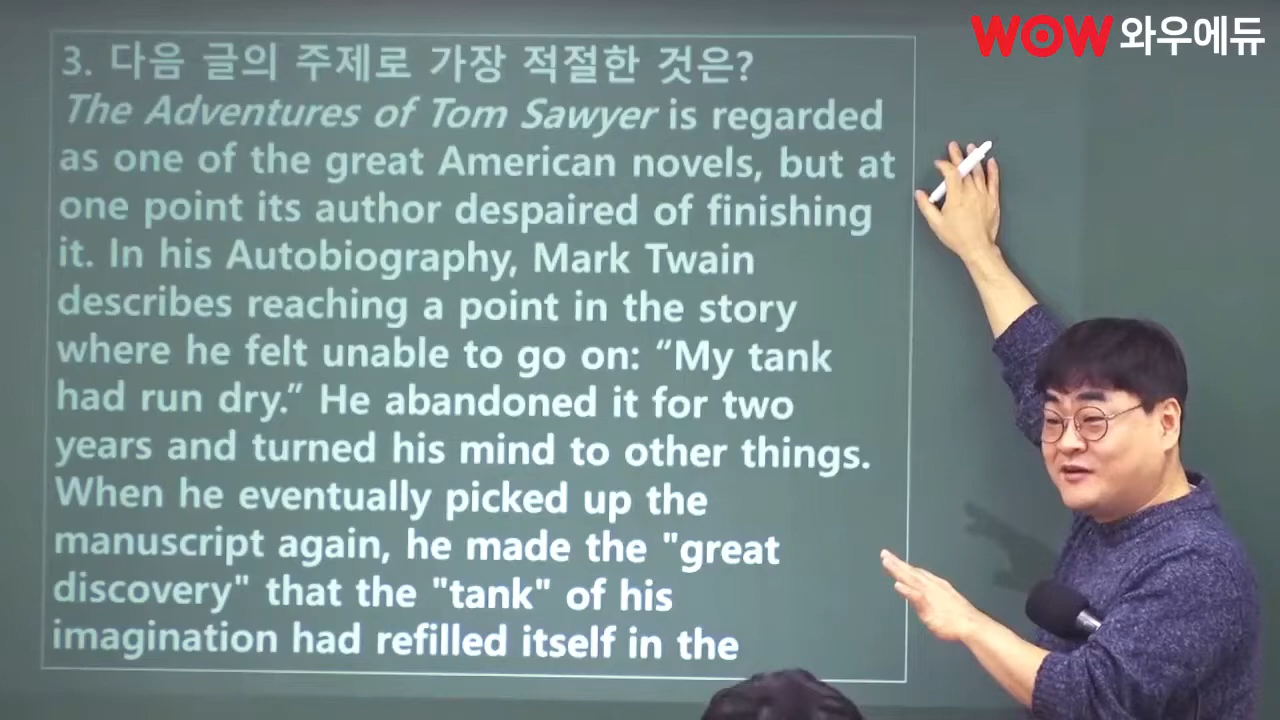 WOW 와우에듀
3. 다음 글의 주제로 가장 적절한 것은?
The Adventures of Tom Sawyer is regarded
as one of the great American novels, but at
one point its author despaired of finishing
it. In his Autobiography, Mark Twain
describes reaching a point in the story
where he felt unable to go on: “My tank
had run dry.” He abandoned it for two
years and turned his mind to other things.
When he eventually picked up the
manuscript again, he made the "great
discovery" that the "tank" of his
imagination had refilled itself in the